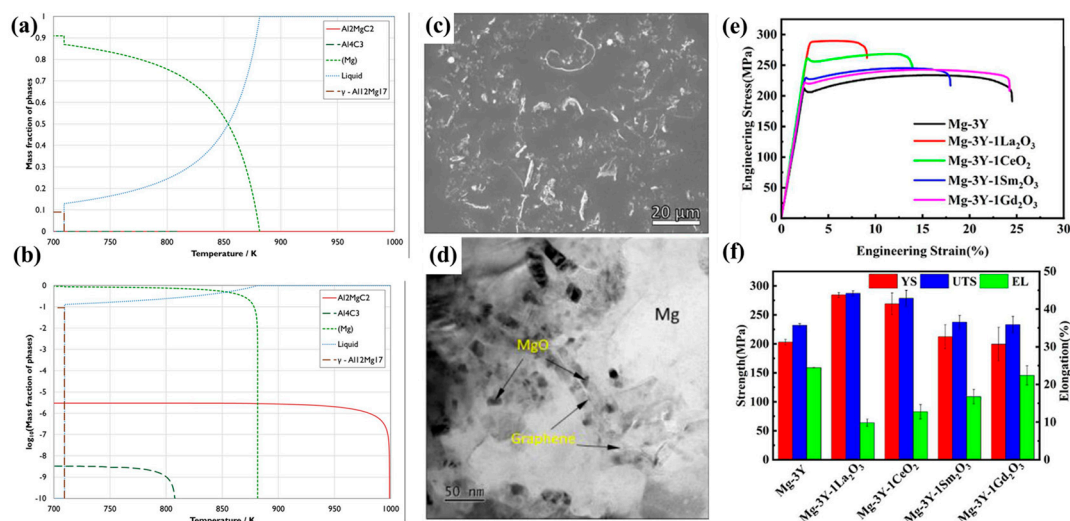 (a)
1
0.9
0.8
0.7
0.6
0.5
0.4
0.3
0.2
0.1
0
Mass fraction of phases
700 750 800 850 900 950 1000
Temperature / K
Al2MgC2
Al4C3
(Mg)
Liquid
γ - Al12Mg17
(b)
0
-1
-2
-3
-4
-5
-6
-7
-8
-9
-10
log10(Mass fraction of phases)
700 750 800 850 900 950 1000
Temperature / K
Al2MgC2
Al4C3
(Mg)
Liquid
γ - Al12Mg17
(c)
20 µm
(d)
Mg
MgO
Graphene
50 nm
(e)
300
250
200
150
100
50
0
Engineering Stress(MPa)
0 5 10 15 20 25 30
Engineering Strain(%)
Mg-3Y
Mg-3Y-1La₂O₃
Mg-3Y-1CeO₂
Mg-3Y-1Sm₂O₃
Mg-3Y-1Gd₂O₃
(f)
YS UTS EL
300
250
200
150
100
50
0
Strength(MPa)
50
40
30
20
10
0
Elongation(%)
Mg-3Y
Mg-3Y-1La₂O₃
Mg-3Y-1CeO₂
Mg-3Y-1Sm₂O₃
Mg-3Y-1Gd₂O₃